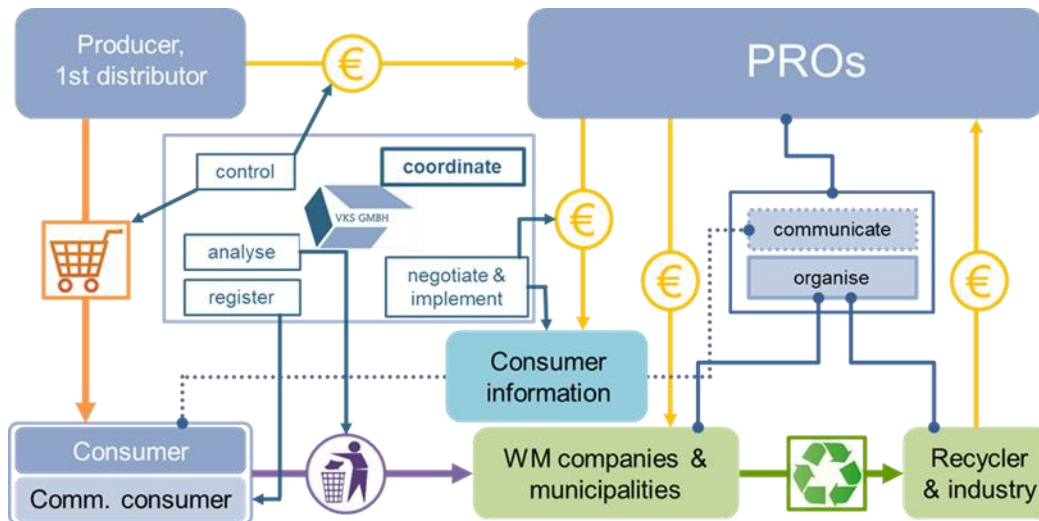 Producer,
1st distributor
€
PROs
control
coordinate
VKS GMBH
€
communicate
analyse
organise
€
€
negotiate &
implement
register
Consumer
information
Consumer
Comm. consumer
WM companies &
municipalities
Recycler
& industry